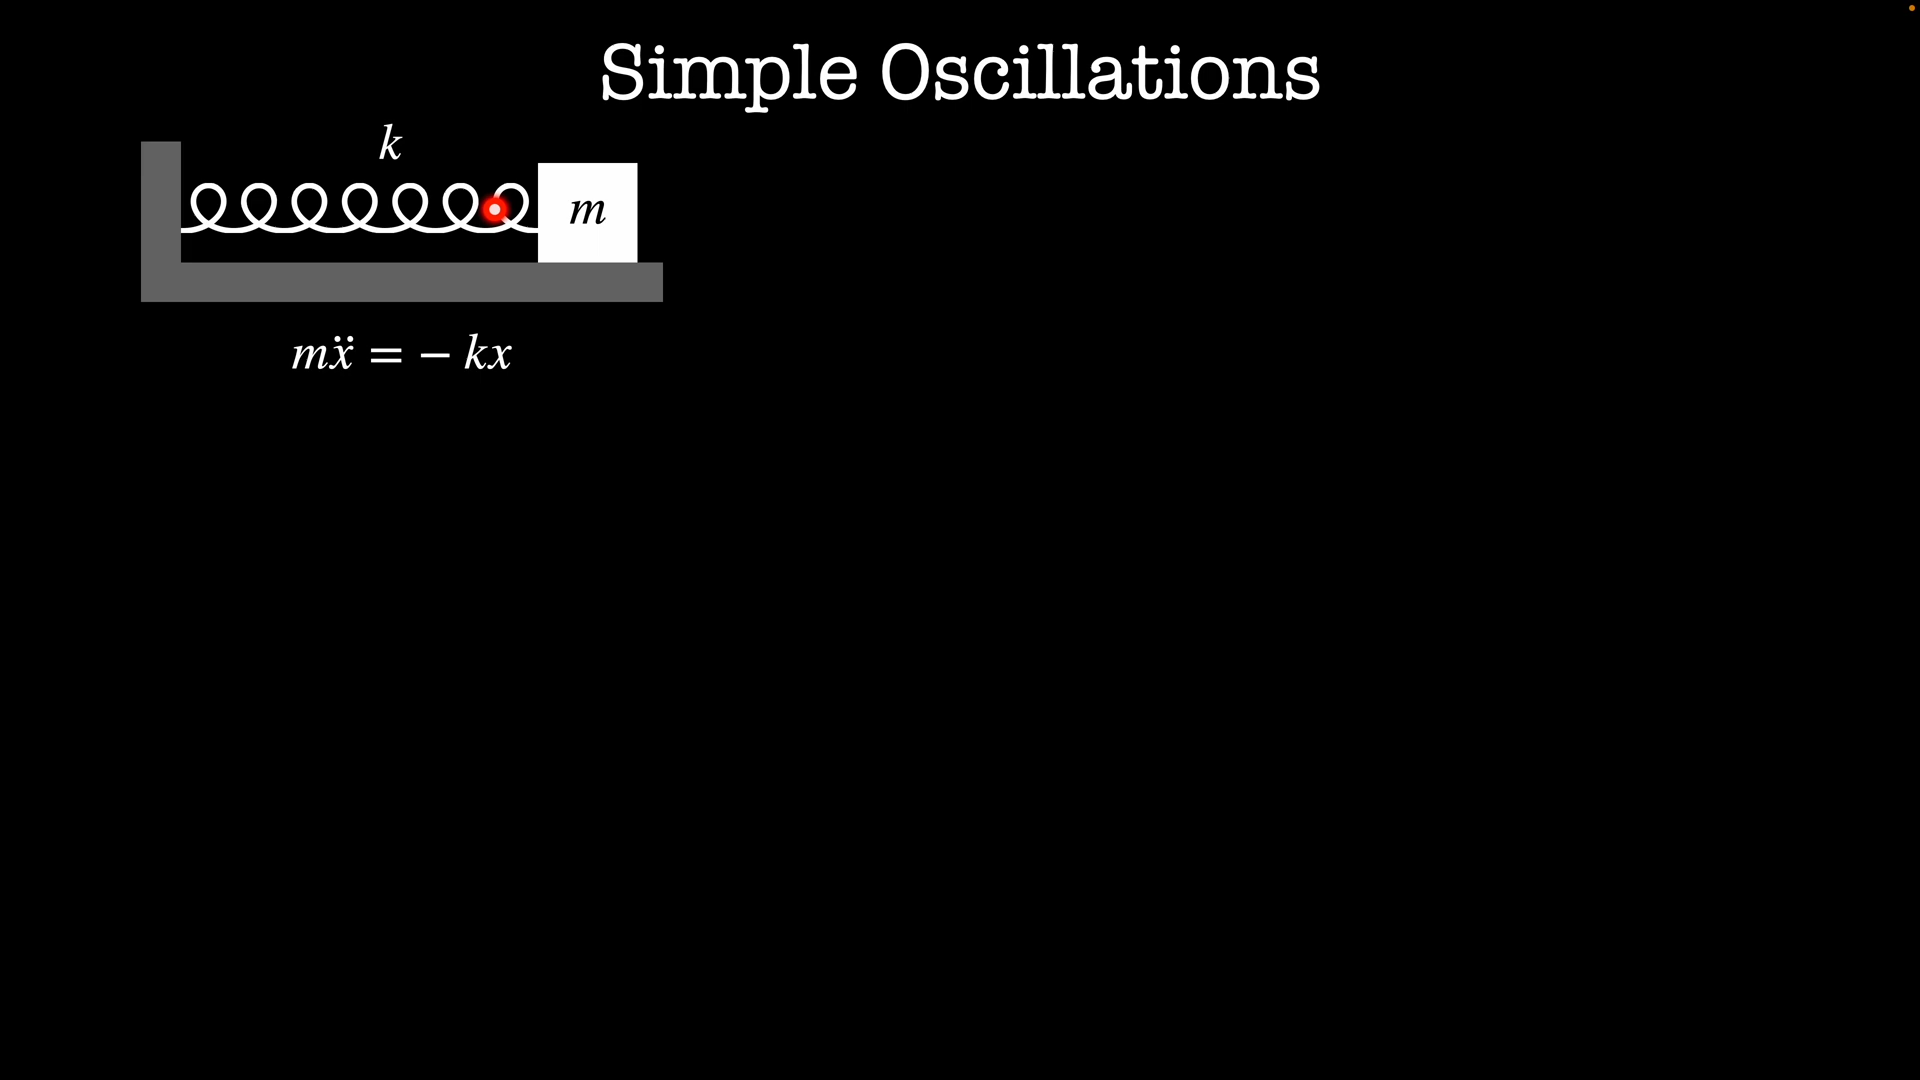 Simple Oscillations
k
m
mẍ = − kx